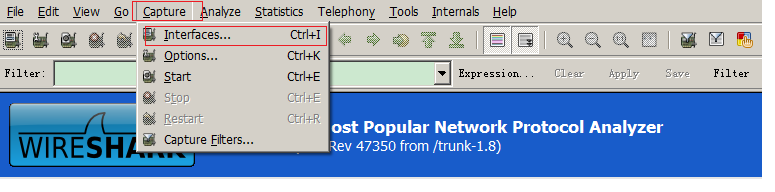 File Edit View Go Capture Analyze Statistics Telephony Tools Internals Help
Interfaces... Ctrl+I
Options... Ctrl+K
Start Ctrl+E
Stop Ctrl+E
Restart Ctrl+R
Capture Filters...
Filter: Expression... Clear Apply Save Filter
WIRESHARK
ost Popular Network Protocol Analyzer
Rev 47350 from /trunk-1.8)